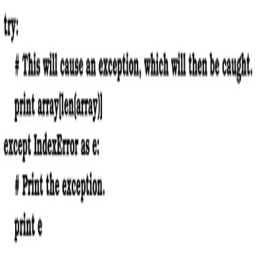 try:
# This will cause an exception, which will then be caught.
print array[len(array)]
except IndexError as e:
# Print the exception.
print e